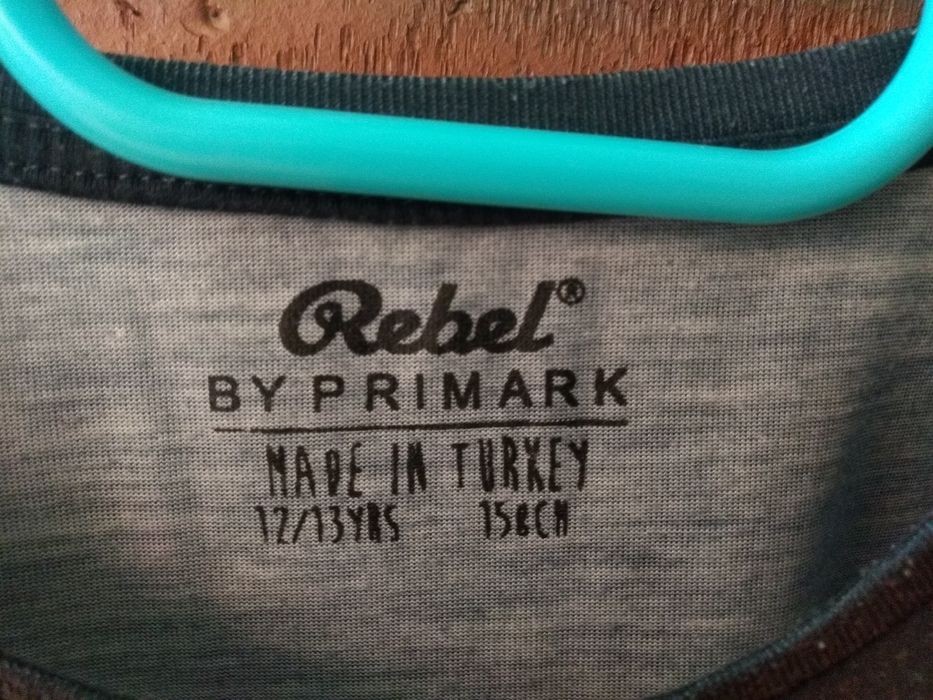 Rebel®
BY PRIMARK
MADE IN TURKEY
12/13YRS 158CM